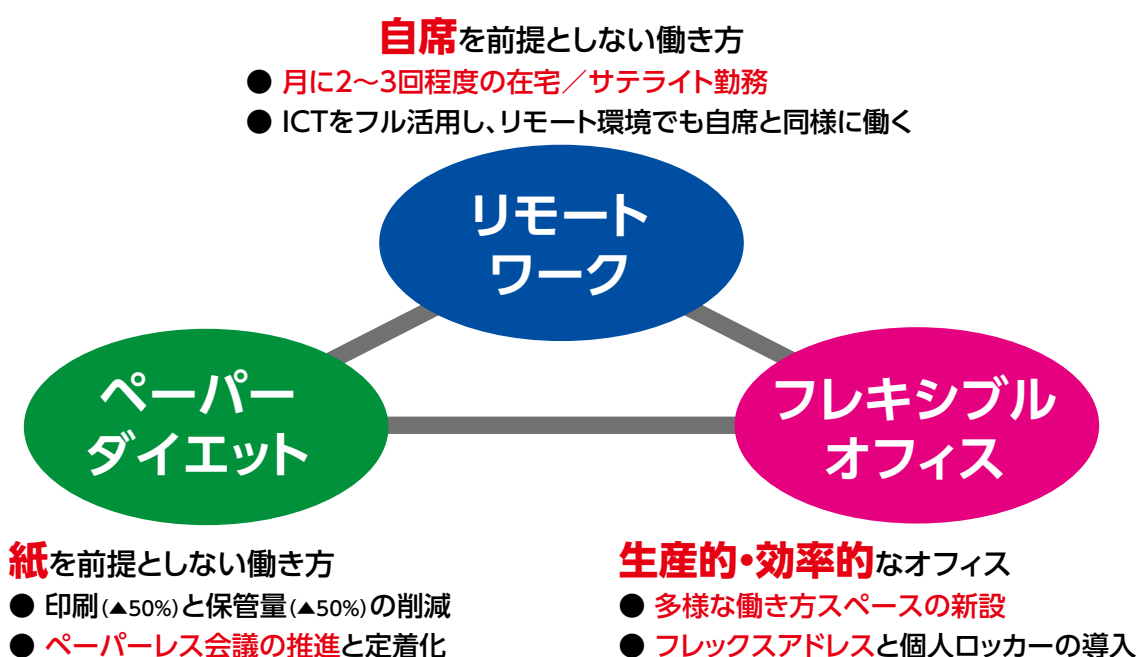 自席を前提としない働き方
● 月に2～3回程度の在宅／サテライト勤務
● ICTをフル活用し、リモート環境でも自席と同様に働く
リモート
ワーク
ペーパー
ダイエット
フレキシブル
オフィス
紙を前提としない働き方
● 印刷(▲50%)と保管量(▲50%)の削減
● ペーパーレス会議の推進と定着化
生産的・効率的なオフィス
● 多様な働き方スペースの新設
● フレックスアドレスと個人ロッカーの導入